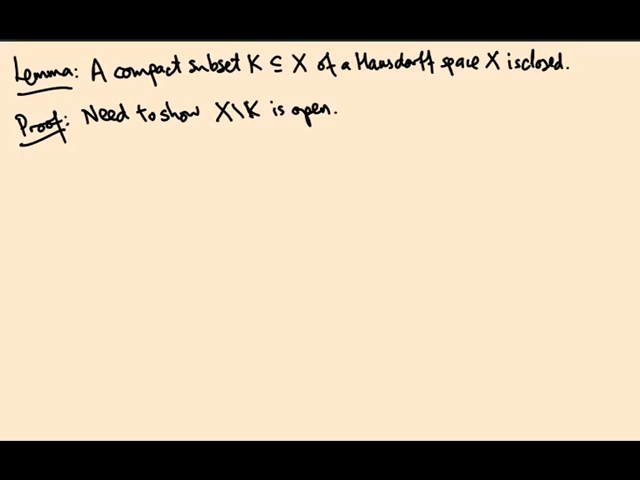 Lemma: A compact subset K ⊆ X of a Hausdorff space X is closed.
Proof: Need to show X\K is open.